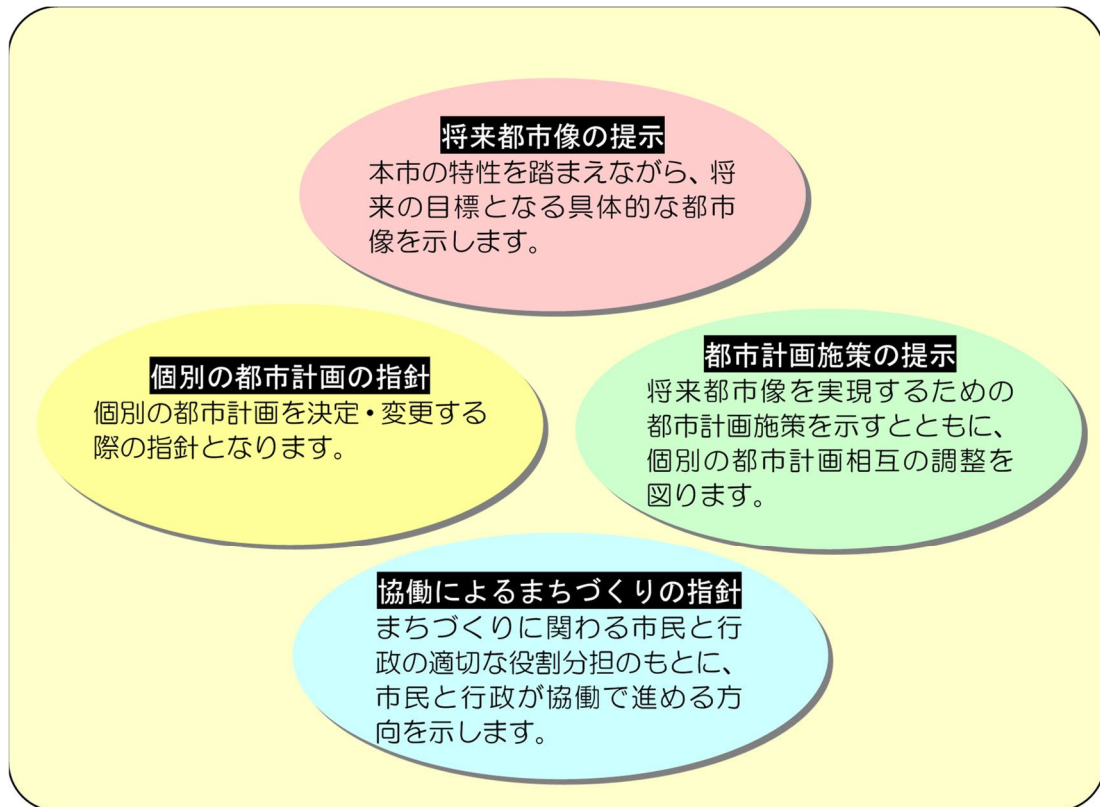 将来都市像の提示
本市の特性を踏まえながら、将
来の目標となる具体的な都市
像を示します。
個別の都市計画の指針
個別の都市計画を決定・変更する
際の指針となります。
都市計画施策の提示
将来都市像を実現するための
都市計画施策を示すとともに、
個別の都市計画相互の調整を
図ります。
協働によるまちづくりの指針
まちづくりに関わる市民と行
政の適切な役割分担のもとに、
市民と行政が協働で進める方
向を示します。